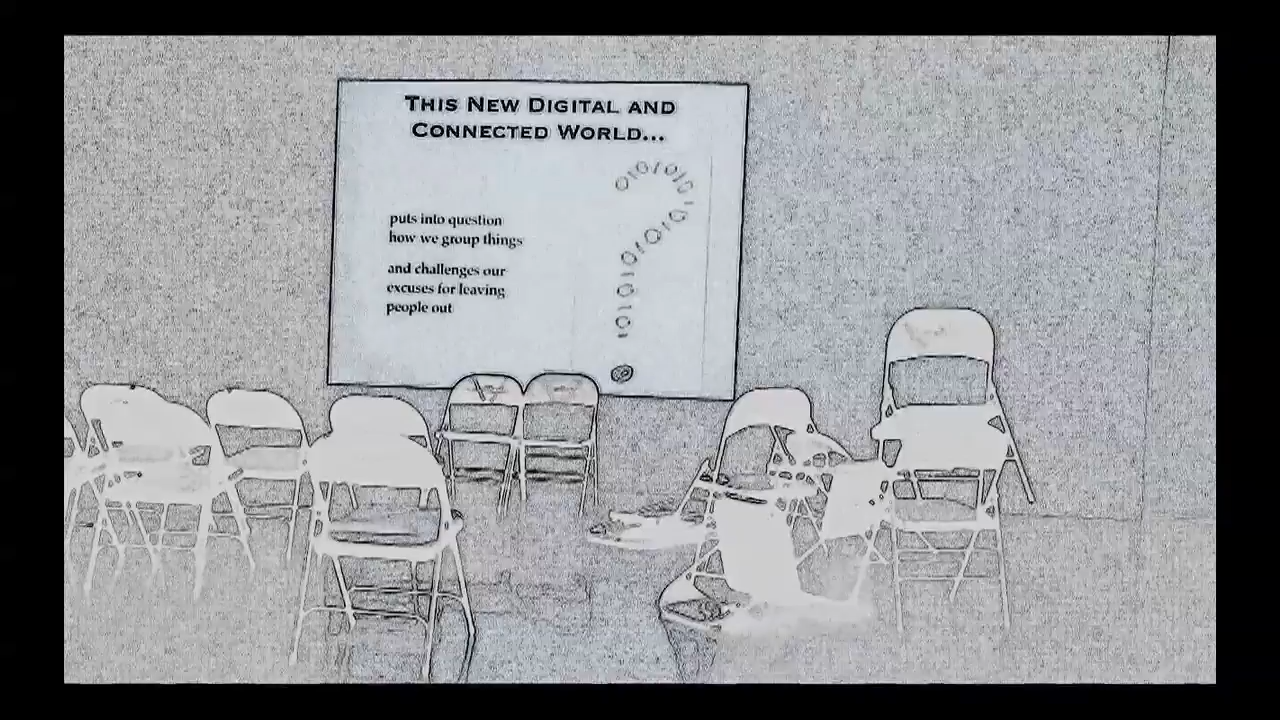 THIS NEW DIGITAL AND
CONNECTED WORLD...
puts into question
how we group things
and challenges our
excuses for leaving
people out